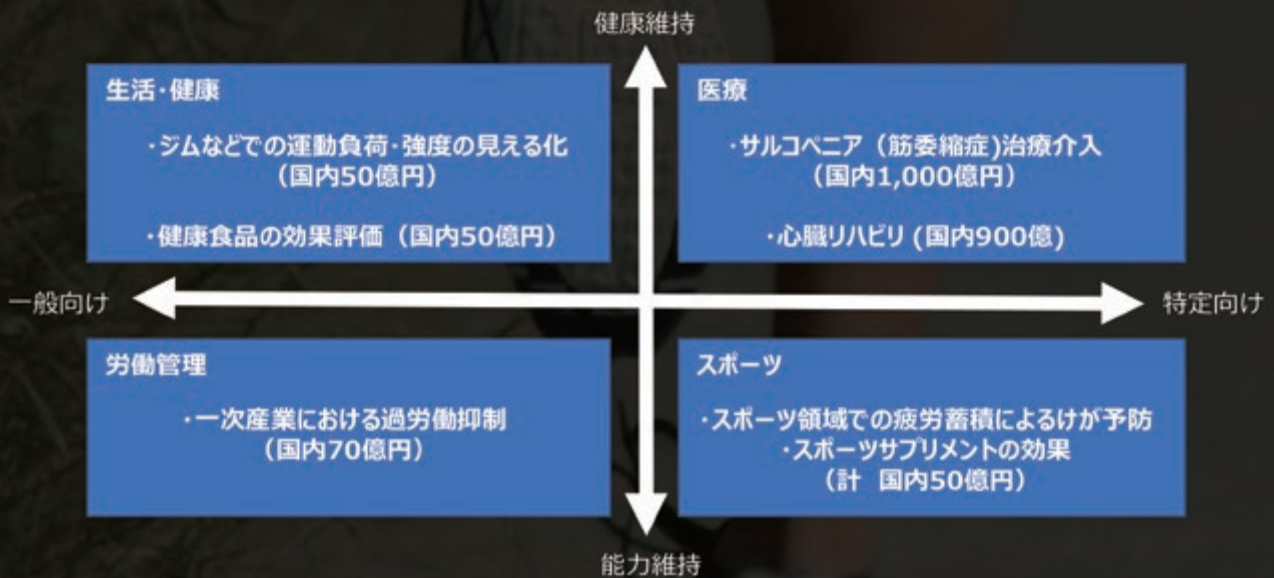 健康維持
生活・健康
・ジムなどでの運動負荷・強度の見える化
（国内50億円）
・健康食品の効果評価（国内50億円）
医療
・サルコペニア（筋委縮症)治療介入
（国内1,000億円）
・心臓リハビリ (国内900億)
一般向け
特定向け
労働管理
・一次産業における過労働抑制
（国内70億円）
スポーツ
・スポーツ領域での疲労蓄積によるけが予防
・スポーツサプリメントの効果
（計　国内50億円）
能力維持